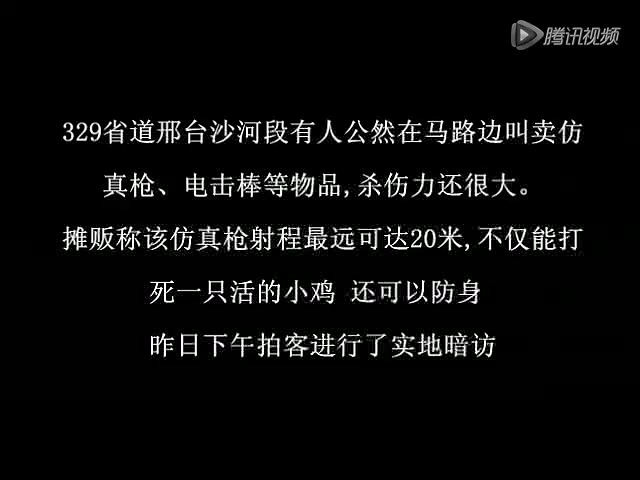 腾讯视频
329省道邢台沙河段有人公然在马路边叫卖仿
真枪、电击棒等物品,杀伤力还很大。
摊贩称该仿真枪射程最远可达20米,不仅能打
死一只活的小鸡 还可以防身
昨日下午拍客进行了实地暗访